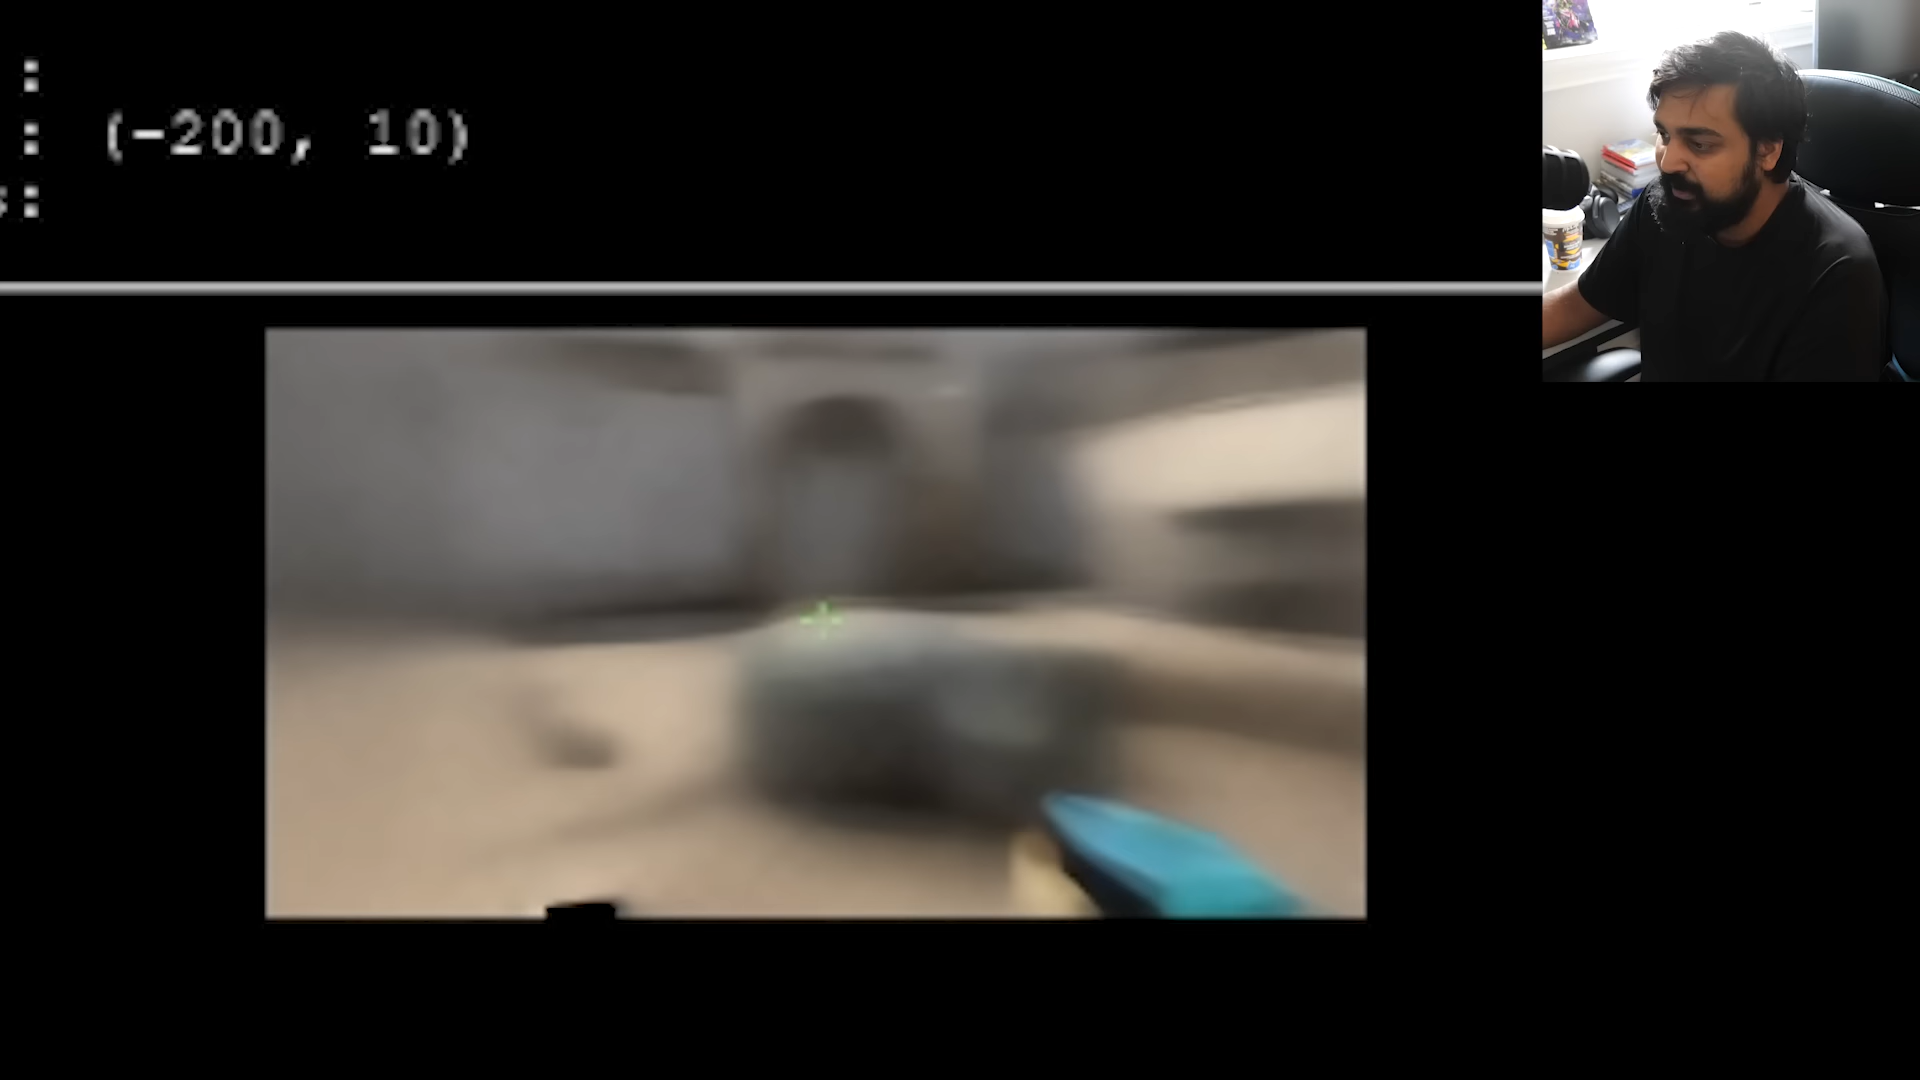 :
: (-200, 10)
s: